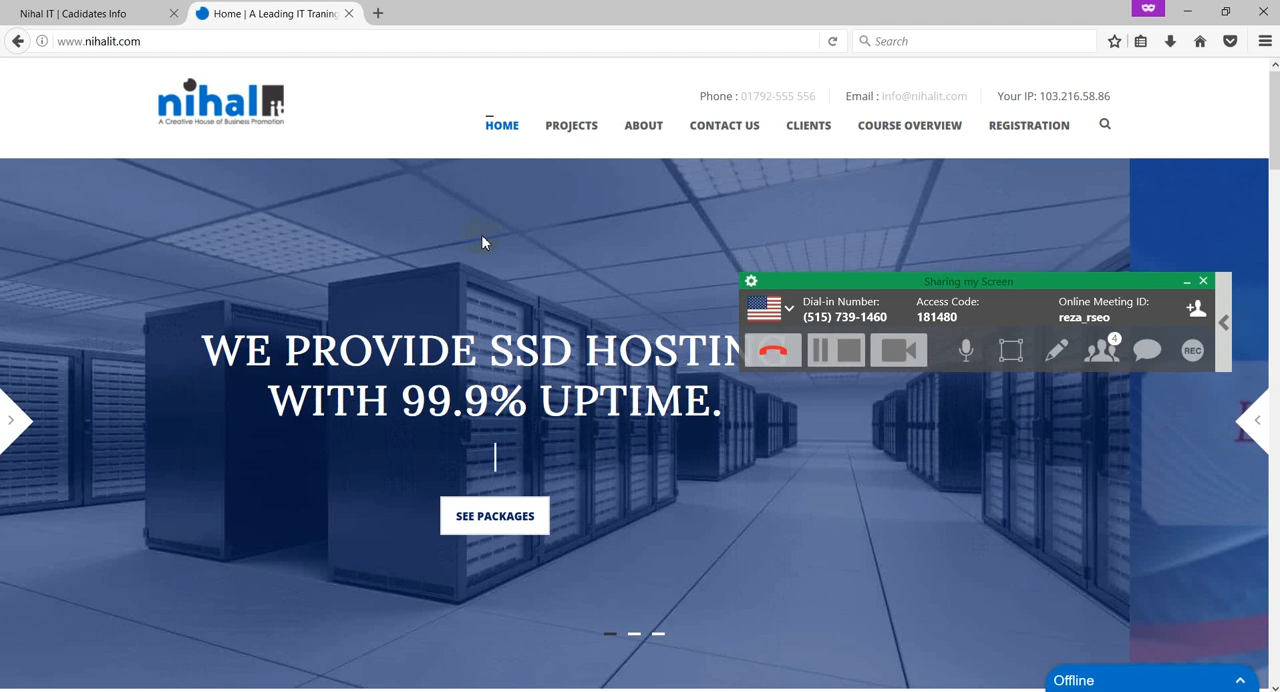 Nihal IT | Cadidates Info
Home | A Leading IT Traning
www.nihalit.com
Search
nihal it
A Creative House of Business Promotion
Phone : 01792-555 556
Email : info@nihalit.com
Your IP: 103.216.58.86
HOME
PROJECTS
ABOUT
CONTACT US
CLIENTS
COURSE OVERVIEW
REGISTRATION
Sharing my Screen
Dial-in Number:
(515) 739-1460
Access Code:
181480
Online Meeting ID:
reza_rseo
4
REC
WE PROVIDE SSD HOSTIN
WITH 99.9% UPTIME.
SEE PACKAGES
Offline